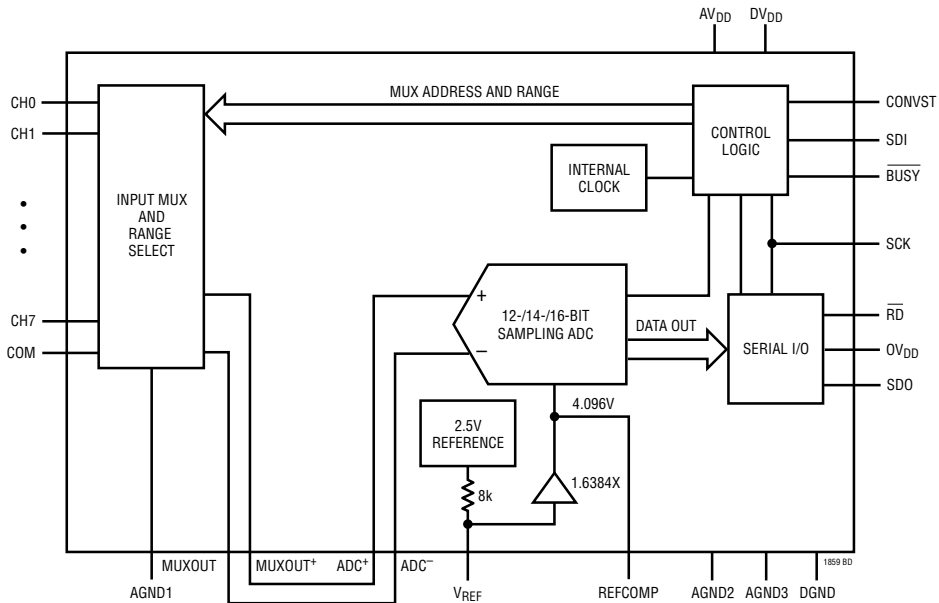 AVDD
DVDD
CH0
CH1
CH7
COM
INPUT MUX
AND
RANGE
SELECT
MUX ADDRESS AND RANGE
CONTROL
LOGIC
INTERNAL
CLOCK
CONVST
SDI
BUSY
SCK
RD
OVDD
SDO
+
−
12-/14-/16-BIT
SAMPLING ADC
DATA OUT
SERIAL I/O
4.096V
2.5V
REFERENCE
8k
1.6384X
1859 BD
MUXOUT
MUXOUT+
ADC+
ADC−
AGND1
VREF
REFCOMP
AGND2
AGND3
DGND